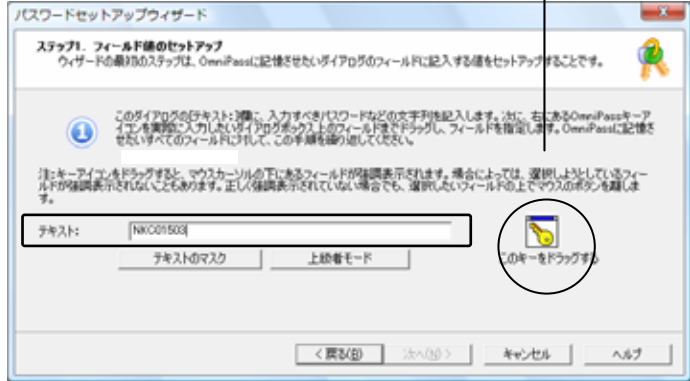 パスワードセットアップウィザード
ステップ1. フィールド値のセットアップ
ウィザードの最初のステップは、OmniPassに記憶させたいダイアログのフィールドに記入する値をセットアップすることです。
このダイアログの[テキスト:]欄に、入力すべきパスワードなどの文字列を記入します。次に、右にあるOmniPassキーア
イコンを実際に入力したいダイアログボックス上のフィールドまでドラッグし、フィールドを指定します。OmniPassに記憶さ
せたいすべてのフィールドに対して、この手順を繰り返してください。
注:キーアイコンをドラッグすると、マウスカーソルの下にあるフィールドが強調表示されます。場合によっては、選択しようとしているフィー
ルドが強調表示されないこともあります。正しく強調表示されていない場合でも、選択したいフィールドの上でマウスのボタンを離しま
す。
テキスト: NKC01503
このキーをドラッグする
テキストのマスク 上級者モード
< 戻る(B) 次へ(N) > キャンセル ヘルプ